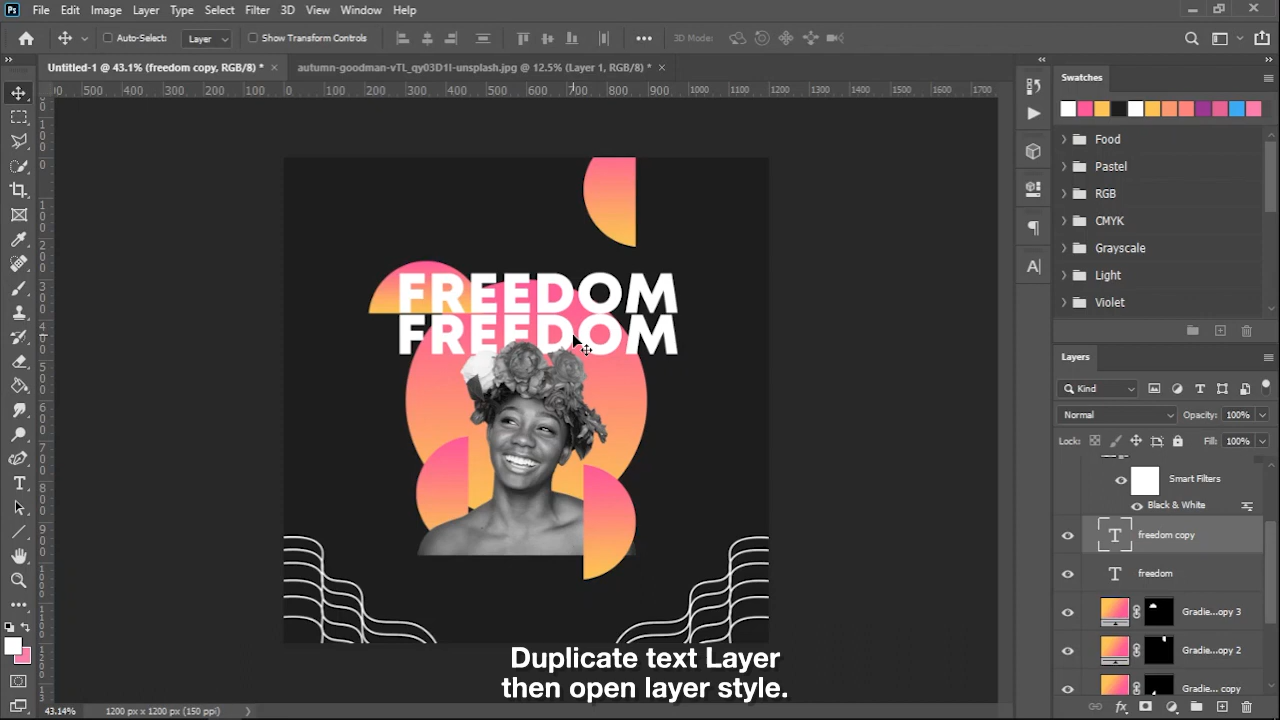 Ps File Edit Image Layer Type Select Filter 3D View Window Help
Auto-Select: Layer Show Transform Controls 3D Mode:
Untitled-1 @ 43.1% (freedom copy, RGB/8) * × autumn-goodman-vTL_qy03D1I-unsplash.jpg @ 12.5% (Layer 1, RGB/8) * ×
500 400 300 200 100 0 100 200 300 400 500 600 700 800 900 1000 1100 1200 1300 1400 1500 1600 1700
Swatches
Food
Pastel
RGB
CMYK
Grayscale
Light
Violet
FREEDOM
FREEDOM
Layers
Kind
Normal Opacity: 100%
Lock: Fill: 100%
Smart Filters
Black & White
T freedom copy
T freedom
Gradie...opy 3
Gradie...opy 2
Gradie... copy
Duplicate text Layer
then open layer style.
43.14% 1200 px x 1200 px (150 ppi)